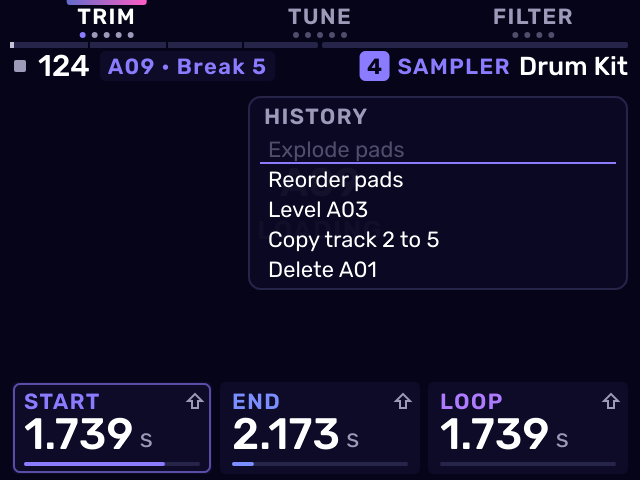 TRIM TUNE FILTER
124 A09 • Break 5 4 SAMPLER Drum Kit
HISTORY
Explode pads
Reorder pads
Level A03
Copy track 2 to 5
Delete A01
START END LOOP
1.739 s 2.173 s 1.739 s